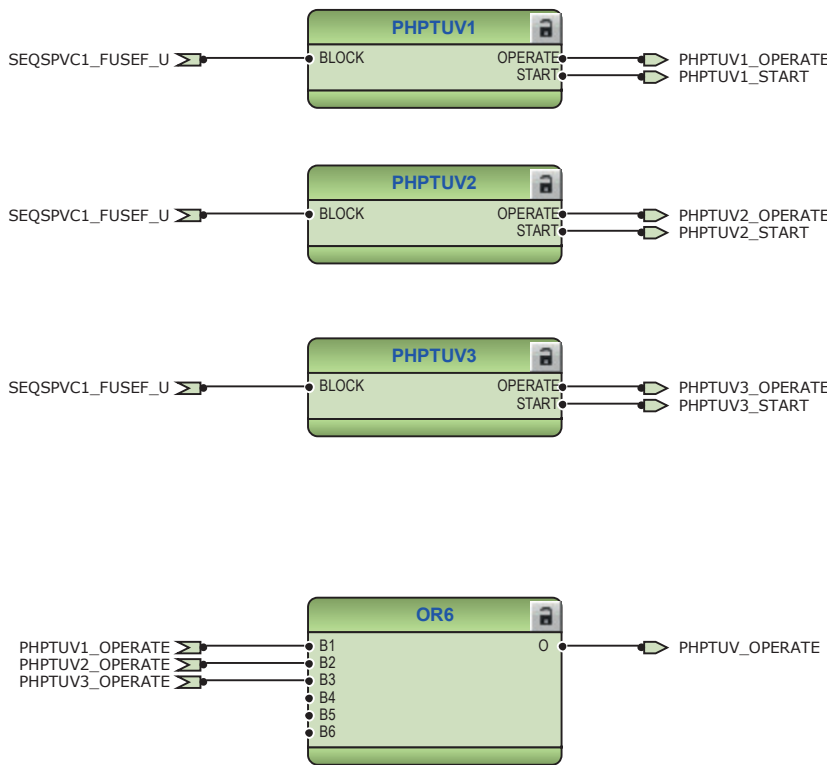 PHPTUV1
SEQSPVC1_FUSEF_U BLOCK OPERATE PHPTUV1_OPERATE
START PHPTUV1_START
PHPTUV2
SEQSPVC1_FUSEF_U BLOCK OPERATE PHPTUV2_OPERATE
START PHPTUV2_START
PHPTUV3
SEQSPVC1_FUSEF_U BLOCK OPERATE PHPTUV3_OPERATE
START PHPTUV3_START
OR6
PHPTUV1_OPERATE B1 O PHPTUV_OPERATE
PHPTUV2_OPERATE B2
PHPTUV3_OPERATE B3
B4
B5
B6